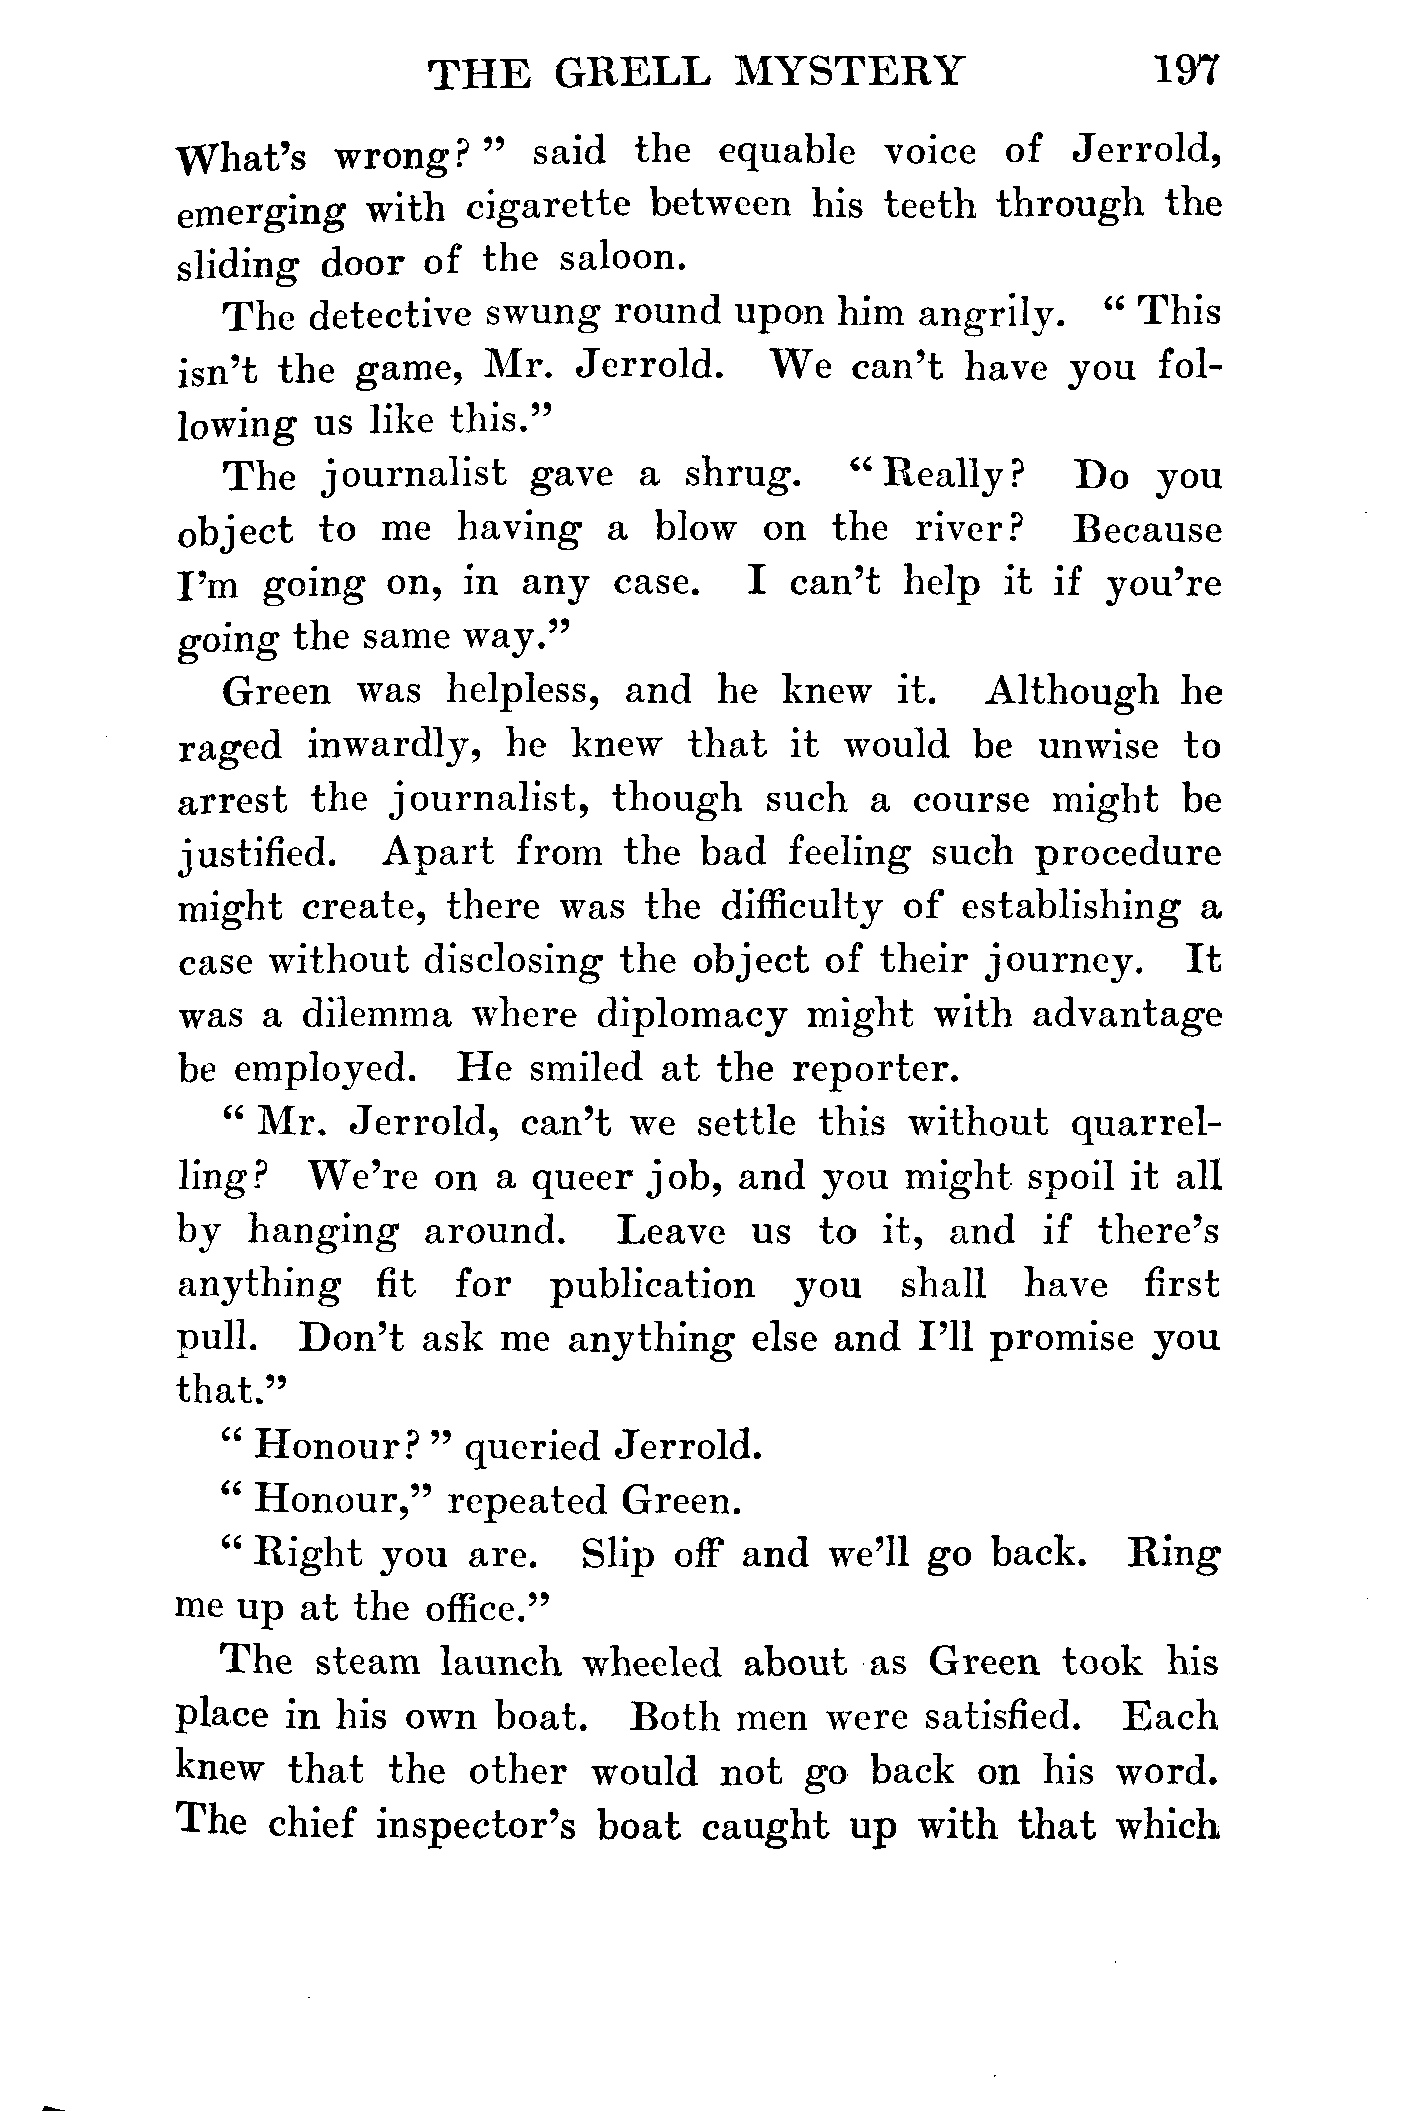 THE GRELL MYSTERY 197
What's wrong?" said the equable voice of Jerrold,
emerging with cigarette between his teeth through the
sliding door of the saloon.
The detective swung round upon him angrily. "This
isn't the game, Mr. Jerrold. We can't have you fol-
lowing us like this."
The journalist gave a shrug. "Really? Do you
object to me having a blow on the river? Because
I'm going on, in any case. I can't help it if you're
going the same way."
Green was helpless, and he knew it. Although he
raged inwardly, he knew that it would be unwise to
arrest the journalist, though such a course might be
justified. Apart from the bad feeling such procedure
might create, there was the difficulty of establishing a
case without disclosing the object of their journey. It
was a dilemma where diplomacy might with advantage
be employed. He smiled at the reporter.
"Mr. Jerrold, can't we settle this without quarrel-
ling? We're on a queer job, and you might spoil it all
by hanging around. Leave us to it, and if there's
anything fit for publication you shall have first
pull. Don't ask me anything else and I'll promise you
that."
"Honour?" queried Jerrold.
"Honour," repeated Green.
"Right you are. Slip off and we'll go back. Ring
me up at the office."
The steam launch wheeled about as Green took his
place in his own boat. Both men were satisfied. Each
knew that the other would not go back on his word.
The chief inspector's boat caught up with that which